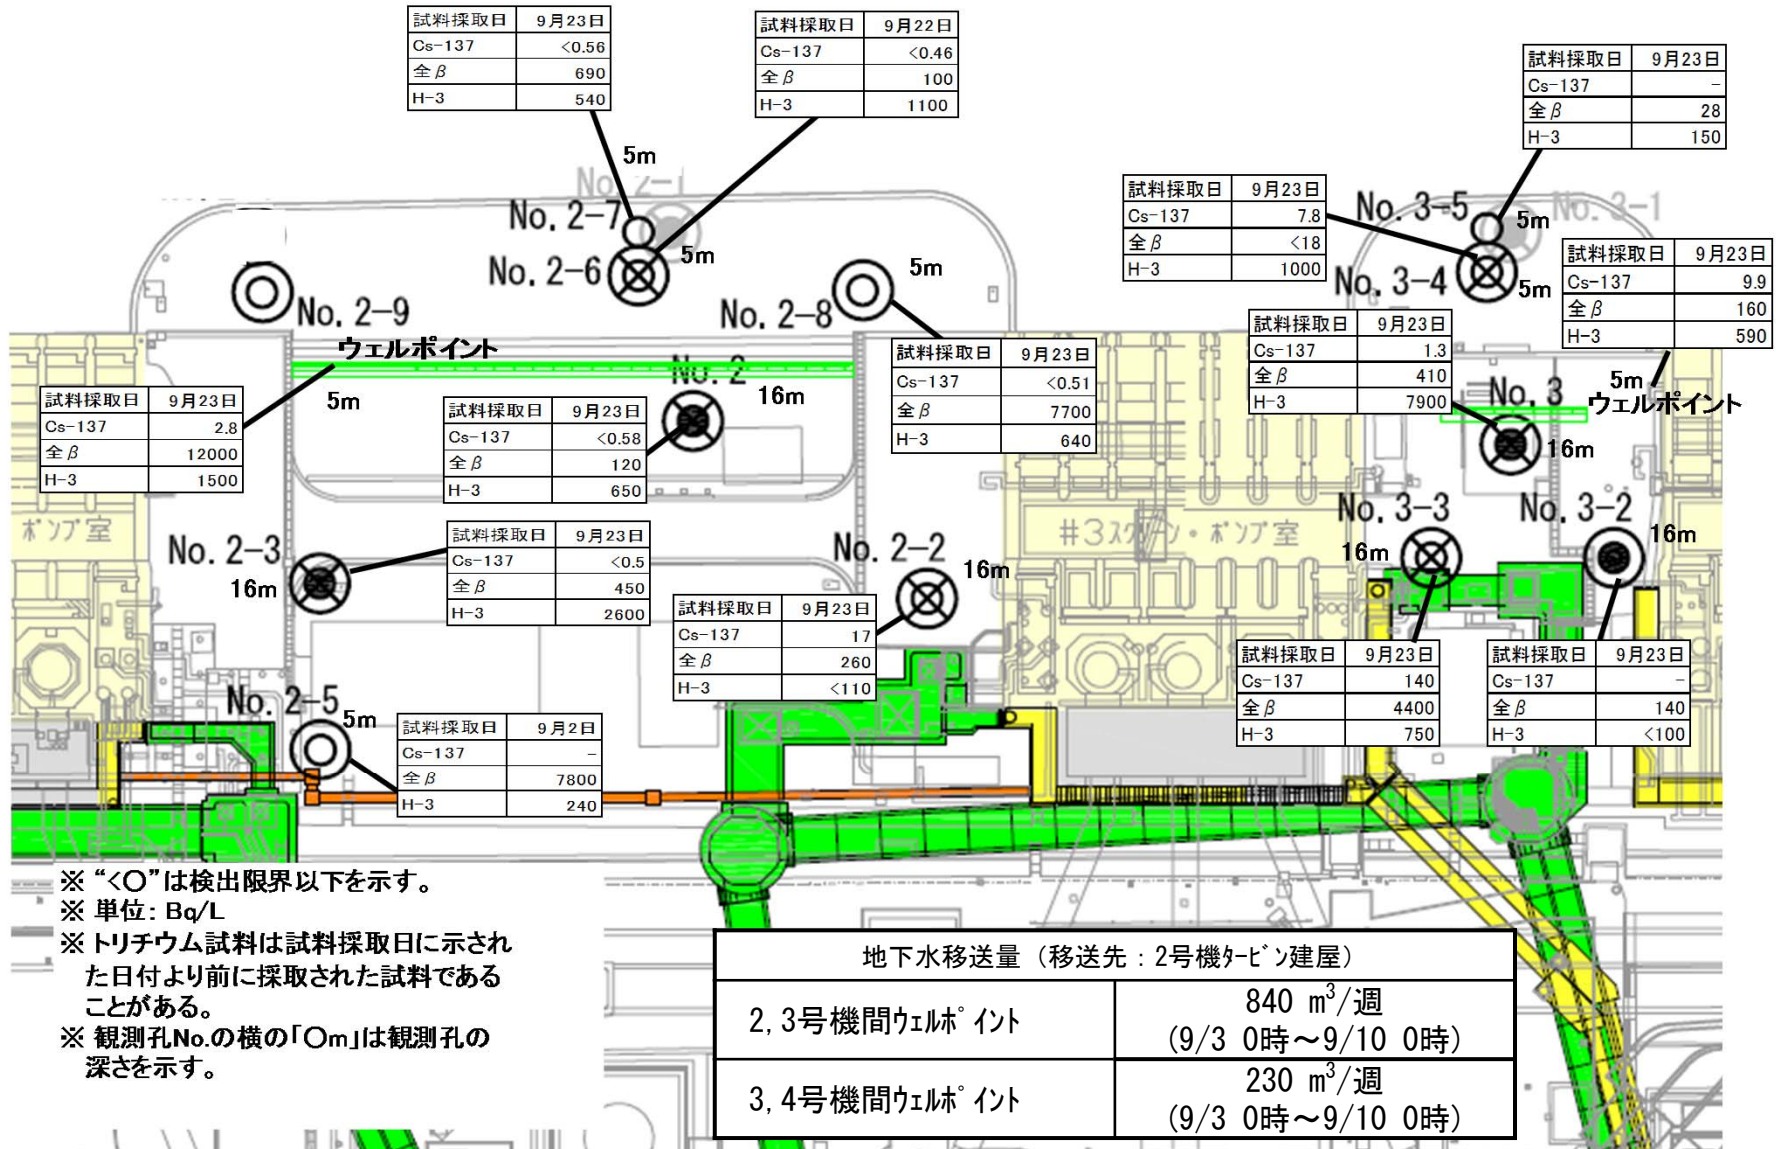 試料採取日 9月23日
Cs-137 <0.56
全β 690
H-3 540
試料採取日 9月22日
Cs-137 <0.46
全β 100
H-3 1100
試料採取日 9月23日
Cs-137 -
全β 28
H-3 150
5m
No. 2-1
No. 2-7
5m
No. 2-6
試料採取日 9月23日
Cs-137 7.8
全β <18
H-3 1000
No. 3-5
5m
No. 3-1
No. 3-4
5m
試料採取日 9月23日
Cs-137 9.9
全β 160
H-3 590
No. 2-9
No. 2-8
5m
ウェルポイント
5m
No. 2
16m
試料採取日 9月23日
Cs-137 2.8
全β 12000
H-3 1500
試料採取日 9月23日
Cs-137 <0.58
全β 120
H-3 650
試料採取日 9月23日
Cs-137 <0.51
全β 7700
H-3 640
試料採取日 9月23日
Cs-137 1.3
全β 410
H-3 7900
No. 3
16m
5m
ウェルポイント
ポンプ室
No. 2-3
16m
試料採取日 9月23日
Cs-137 <0.5
全β 450
H-3 2600
No. 2-2
16m
#3スクリーン・ポンプ室
No. 3-3
16m
No. 3-2
16m
試料採取日 9月23日
Cs-137 17
全β 260
H-3 <110
試料採取日 9月23日
Cs-137 140
全β 4400
H-3 750
試料採取日 9月23日
Cs-137 -
全β 140
H-3 <100
No. 2-5
5m
試料採取日 9月2日
Cs-137 -
全β 7800
H-3 240
※ “<〇”は検出限界以下を示す。
※ 単位: Bq/L
※ トリチウム試料は試料採取日に示され
た日付より前に採取された試料である
ことがある。
※ 観測孔No.の横の「〇m」は観測孔の
深さを示す。
地下水移送量（移送先：2号機ﾀｰﾋﾞﾝ建屋）
2,3号機間ｳｪﾙﾎﾟｲﾝﾄ 840 m³/週
(9/3 0時～9/10 0時)
3,4号機間ｳｪﾙﾎﾟｲﾝﾄ 230 m³/週
(9/3 0時～9/10 0時)